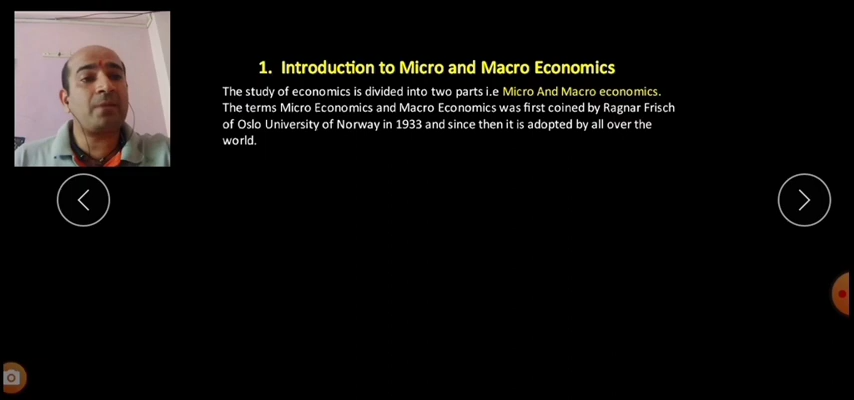 1. Introduction to Micro and Macro Economics
The study of economics is divided into two parts i.e Micro And Macro economics.
The terms Micro Economics and Macro Economics was first coined by Ragnar Frisch
of Oslo University of Norway in 1933 and since then it is adopted by all over the
world.